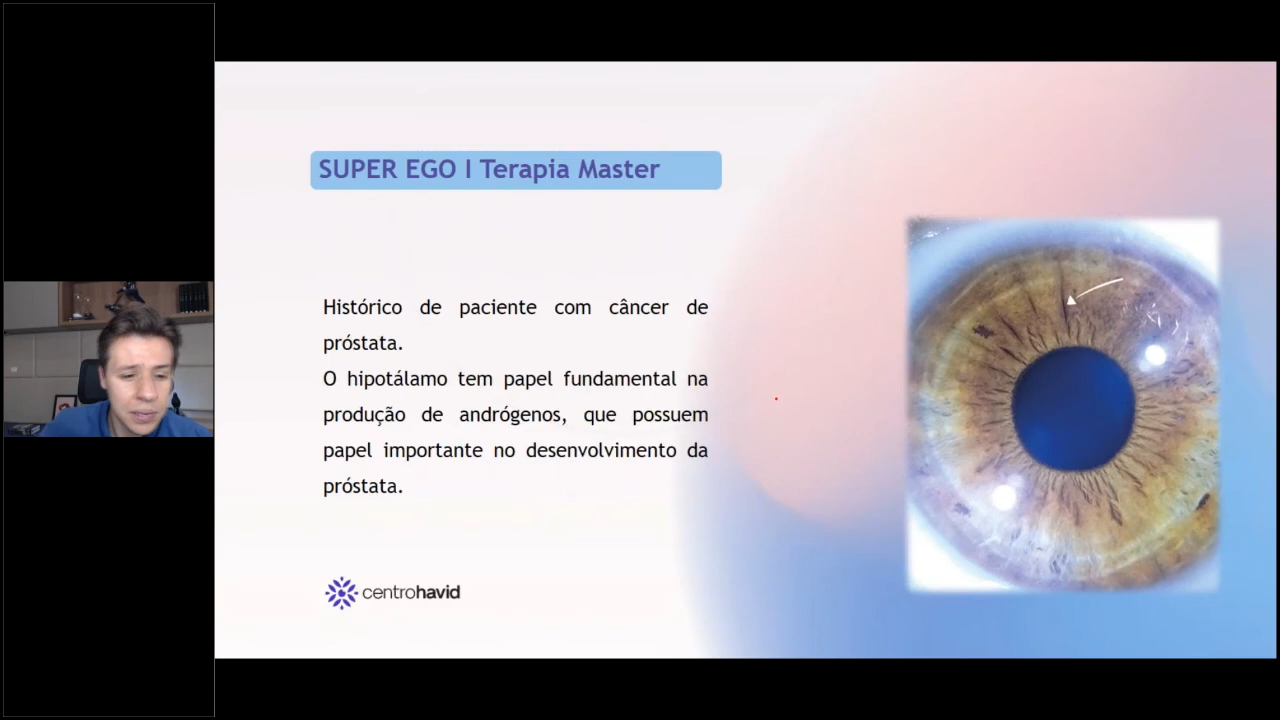 SUPER EGO I Terapia Master
Histórico de paciente com câncer de
próstata.
O hipotálamo tem papel fundamental na
produção de andrógenos, que possuem
papel importante no desenvolvimento da
próstata.
centrohavid